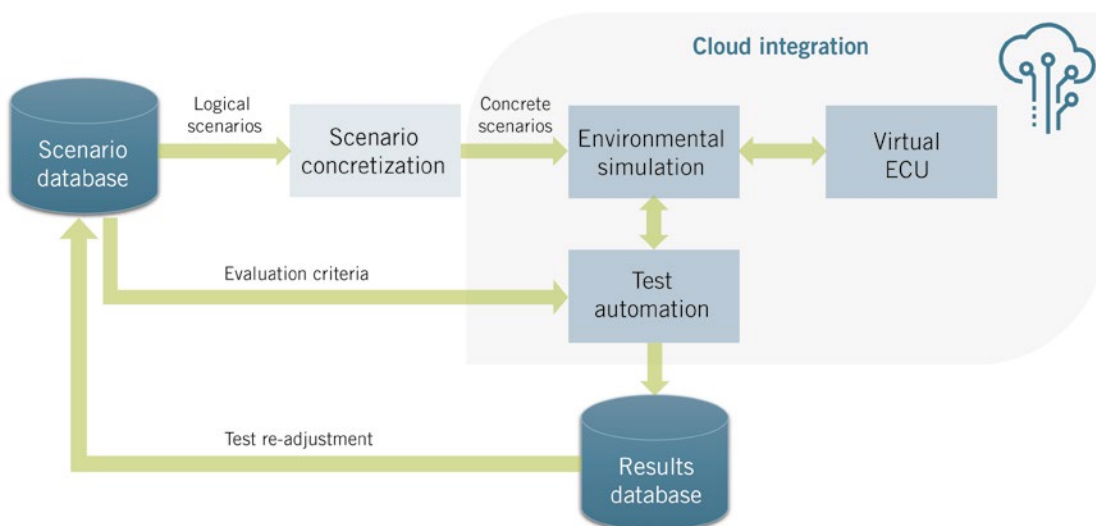 Cloud integration
Logical
scenarios
Concrete
scenarios
Scenario
database
Scenario
concretization
Environmental
simulation
Virtual
ECU
Evaluation criteria
Test
automation
Test re-adjustment
Results
database